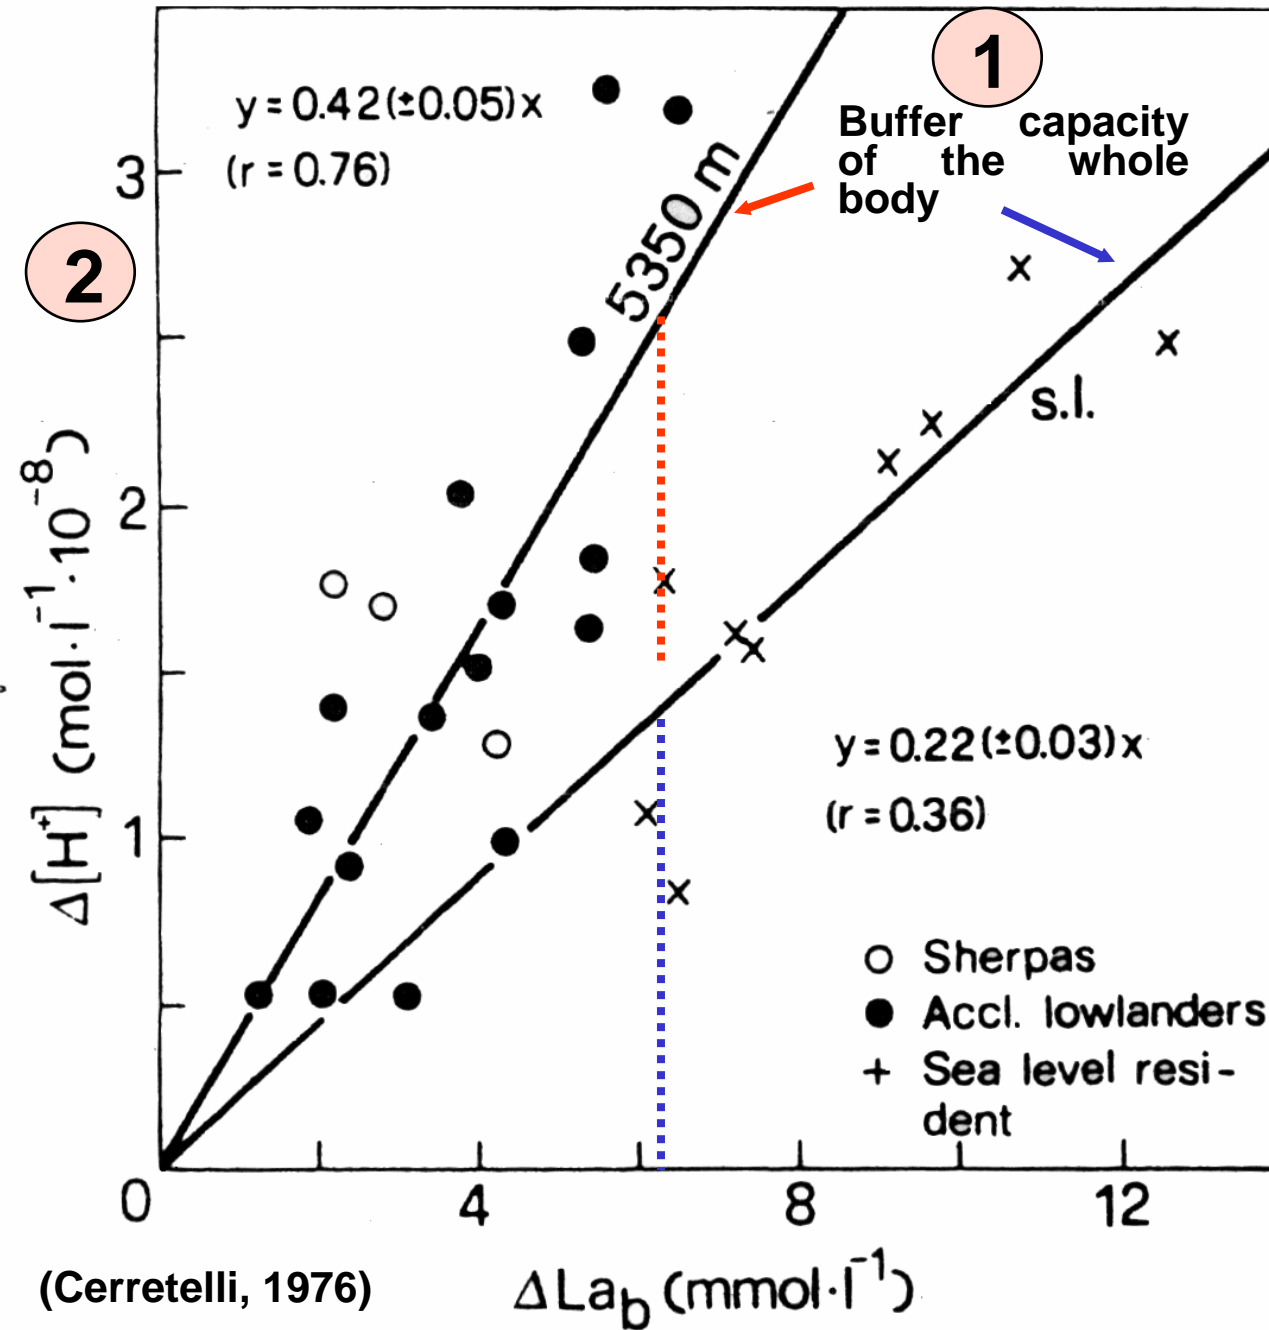 1
y = 0.42(±0.05)x
(r = 0.76)
Buffer capacity
of the whole
body
3
5350 m
2
s.l.
2
Δ[H⁺] (mol·l⁻¹·10⁻⁸)
y = 0.22(±0.03)x
(r = 0.36)
1
○ Sherpas
● Accl. lowlanders
+ Sea level resi-
dent
0 4 8 12
(Cerretelli, 1976) ΔLa_b (mmol·l⁻¹)